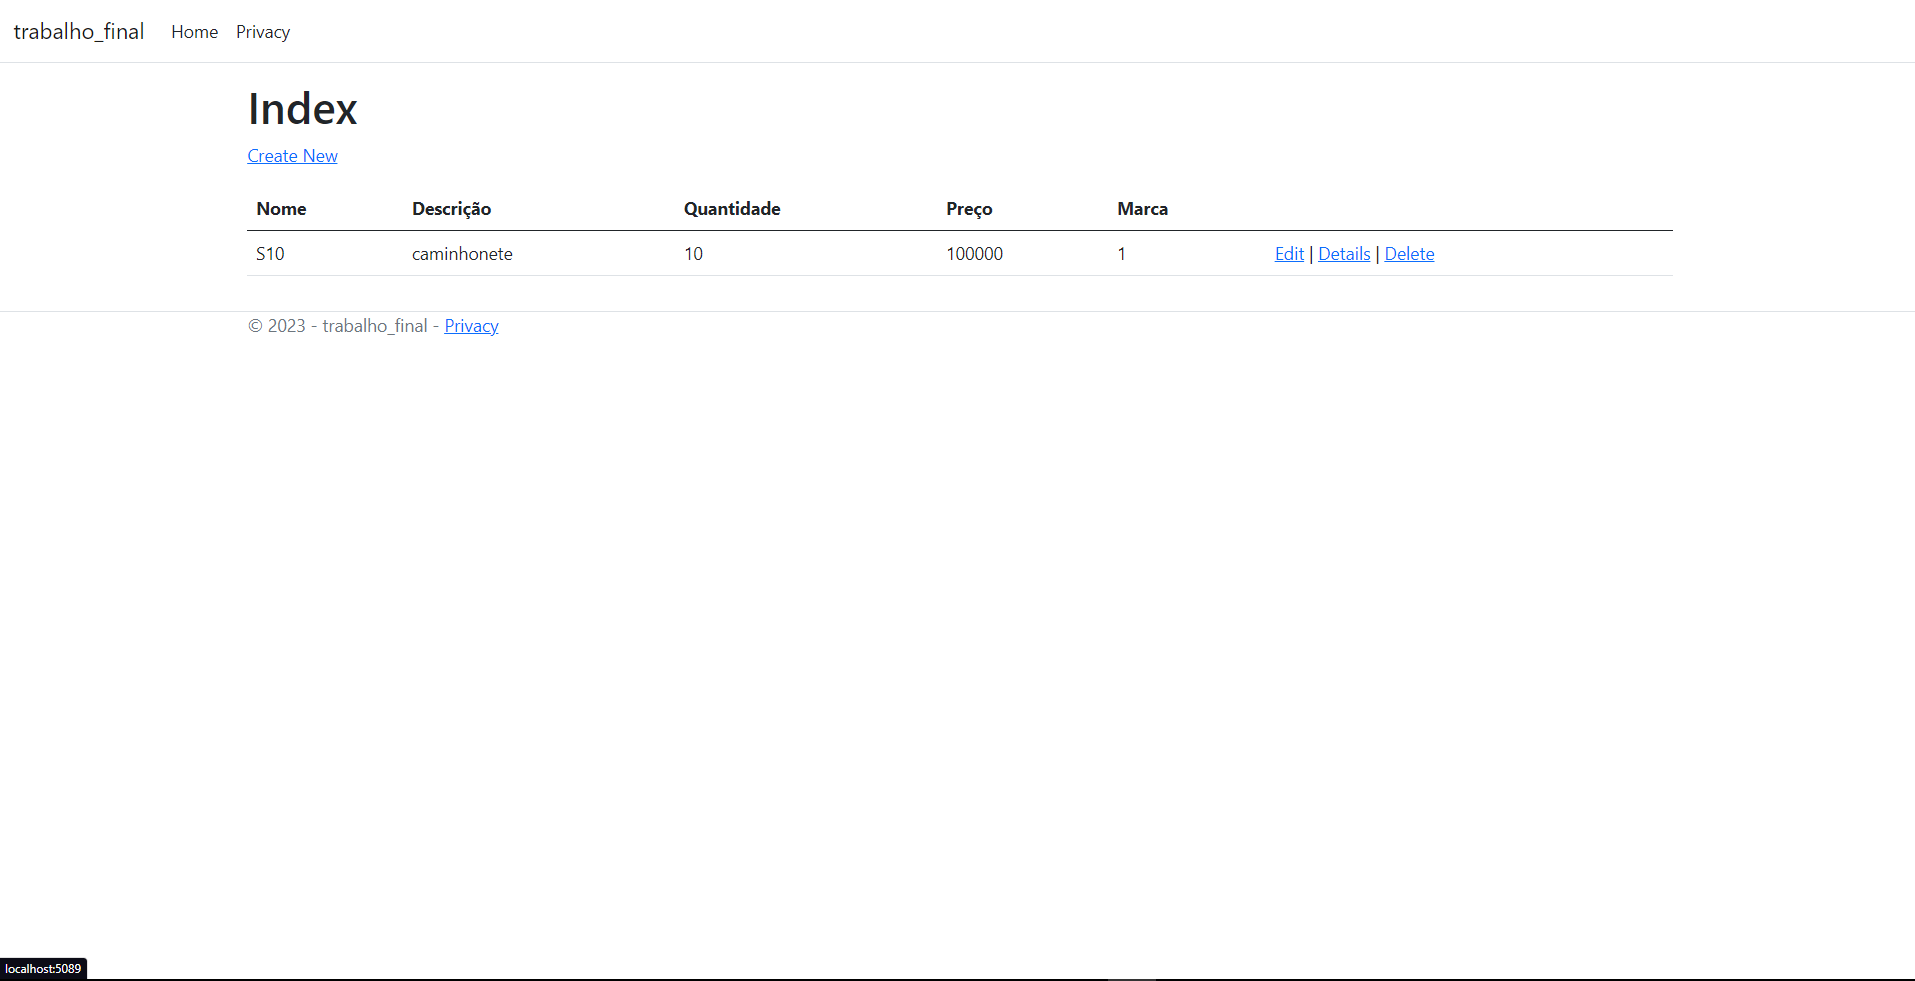 trabalho_final Home Privacy
Index
Create New
Nome Descrição Quantidade Preço Marca
S10 caminhonete 10 100000 1 Edit | Details | Delete
© 2023 - trabalho_final - Privacy
localhost:5089